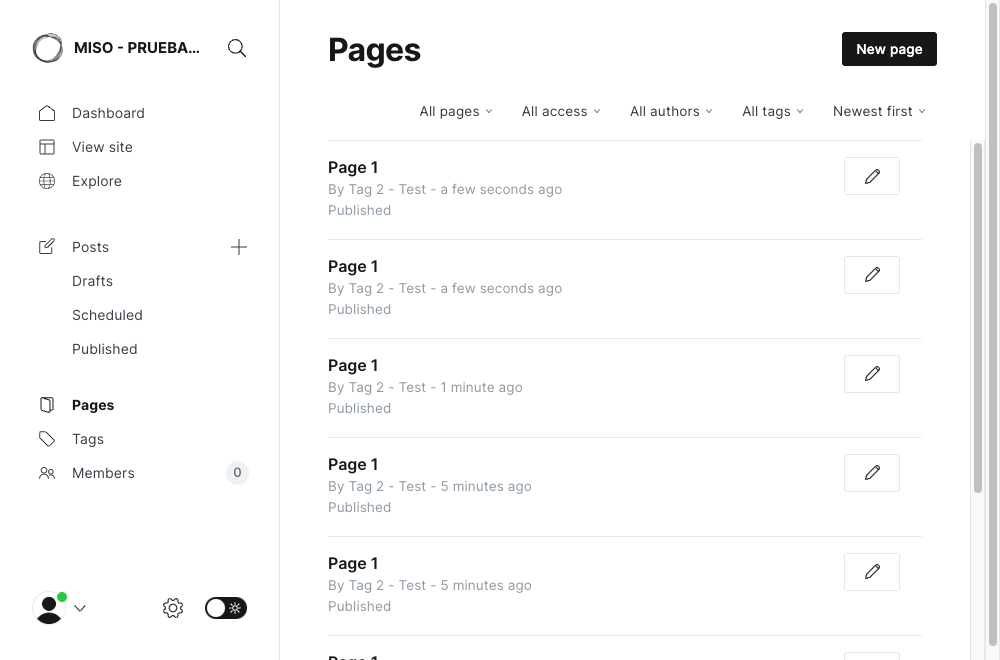 MISO - PRUEBA...
Dashboard
View site
Explore
Posts
Drafts
Scheduled
Published
Pages
Tags
Members
0
Pages
New page
All pages
All access
All authors
All tags
Newest first
Page 1
By Tag 2 - Test - a few seconds ago
Published
Page 1
By Tag 2 - Test - a few seconds ago
Published
Page 1
By Tag 2 - Test - 1 minute ago
Published
Page 1
By Tag 2 - Test - 5 minutes ago
Published
Page 1
By Tag 2 - Test - 5 minutes ago
Published
Page 1